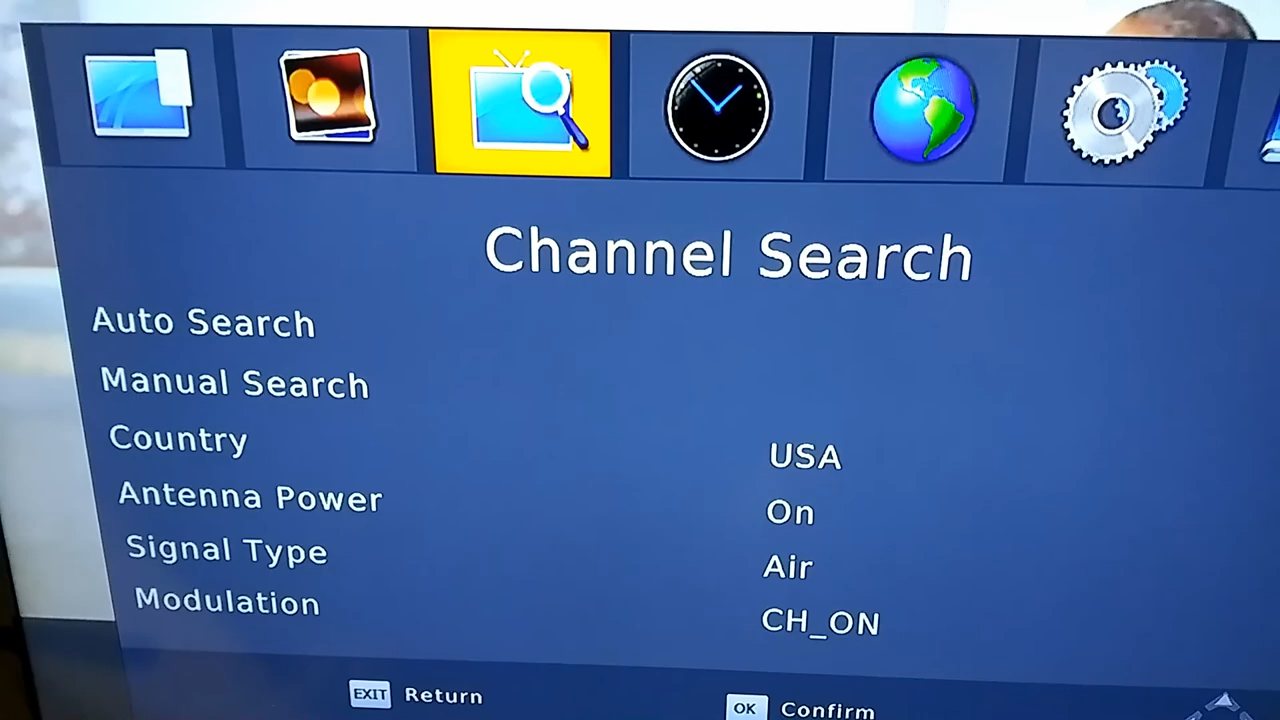 Channel Search
Auto Search
Manual Search
Country USA
Antenna Power On
Signal Type Air
Modulation CH_ON
EXIT Return OK Confirm